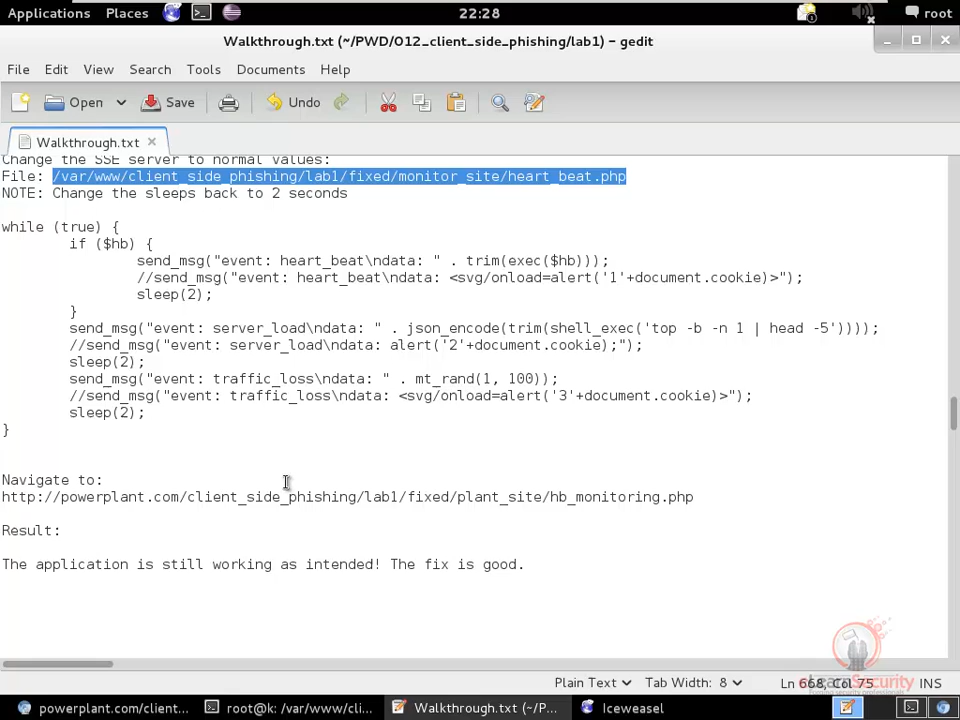 Applications Places 22:28 root
Walkthrough.txt (~/PWD/012_client_side_phishing/lab1) – gedit
File Edit View Search Tools Documents Help
Open Save Undo
Walkthrough.txt
Change the SSE server to normal values:
File: /var/www/client_side_phishing/lab1/fixed/monitor_site/heart_beat.php
NOTE: Change the sleeps back to 2 seconds
while (true) {
if ($hb) {
send_msg("event: heart_beat\ndata: " . trim(exec($hb)));
//send_msg("event: heart_beat\ndata: <svg/onload=alert('1'+document.cookie)>");
sleep(2);
}
send_msg("event: server_load\ndata: " . json_encode(trim(shell_exec('top -b -n 1 | head -5'))));
//send_msg("event: server_load\ndata: alert('2'+document.cookie);");
sleep(2);
send_msg("event: traffic_loss\ndata: " . mt_rand(1, 100));
//send_msg("event: traffic_loss\ndata: <svg/onload=alert('3'+document.cookie)>");
sleep(2);
}
Navigate to:
http://powerplant.com/client_side_phishing/lab1/fixed/plant_site/hb_monitoring.php
Result:
The application is still working as intended! The fix is good.
eLearnSecurity
Plain Text Tab Width: 8 Ln 668, Col 75 INS
powerplant.com/client... root@k: /var/www/cli... Walkthrough.txt (~/P... Iceweasel